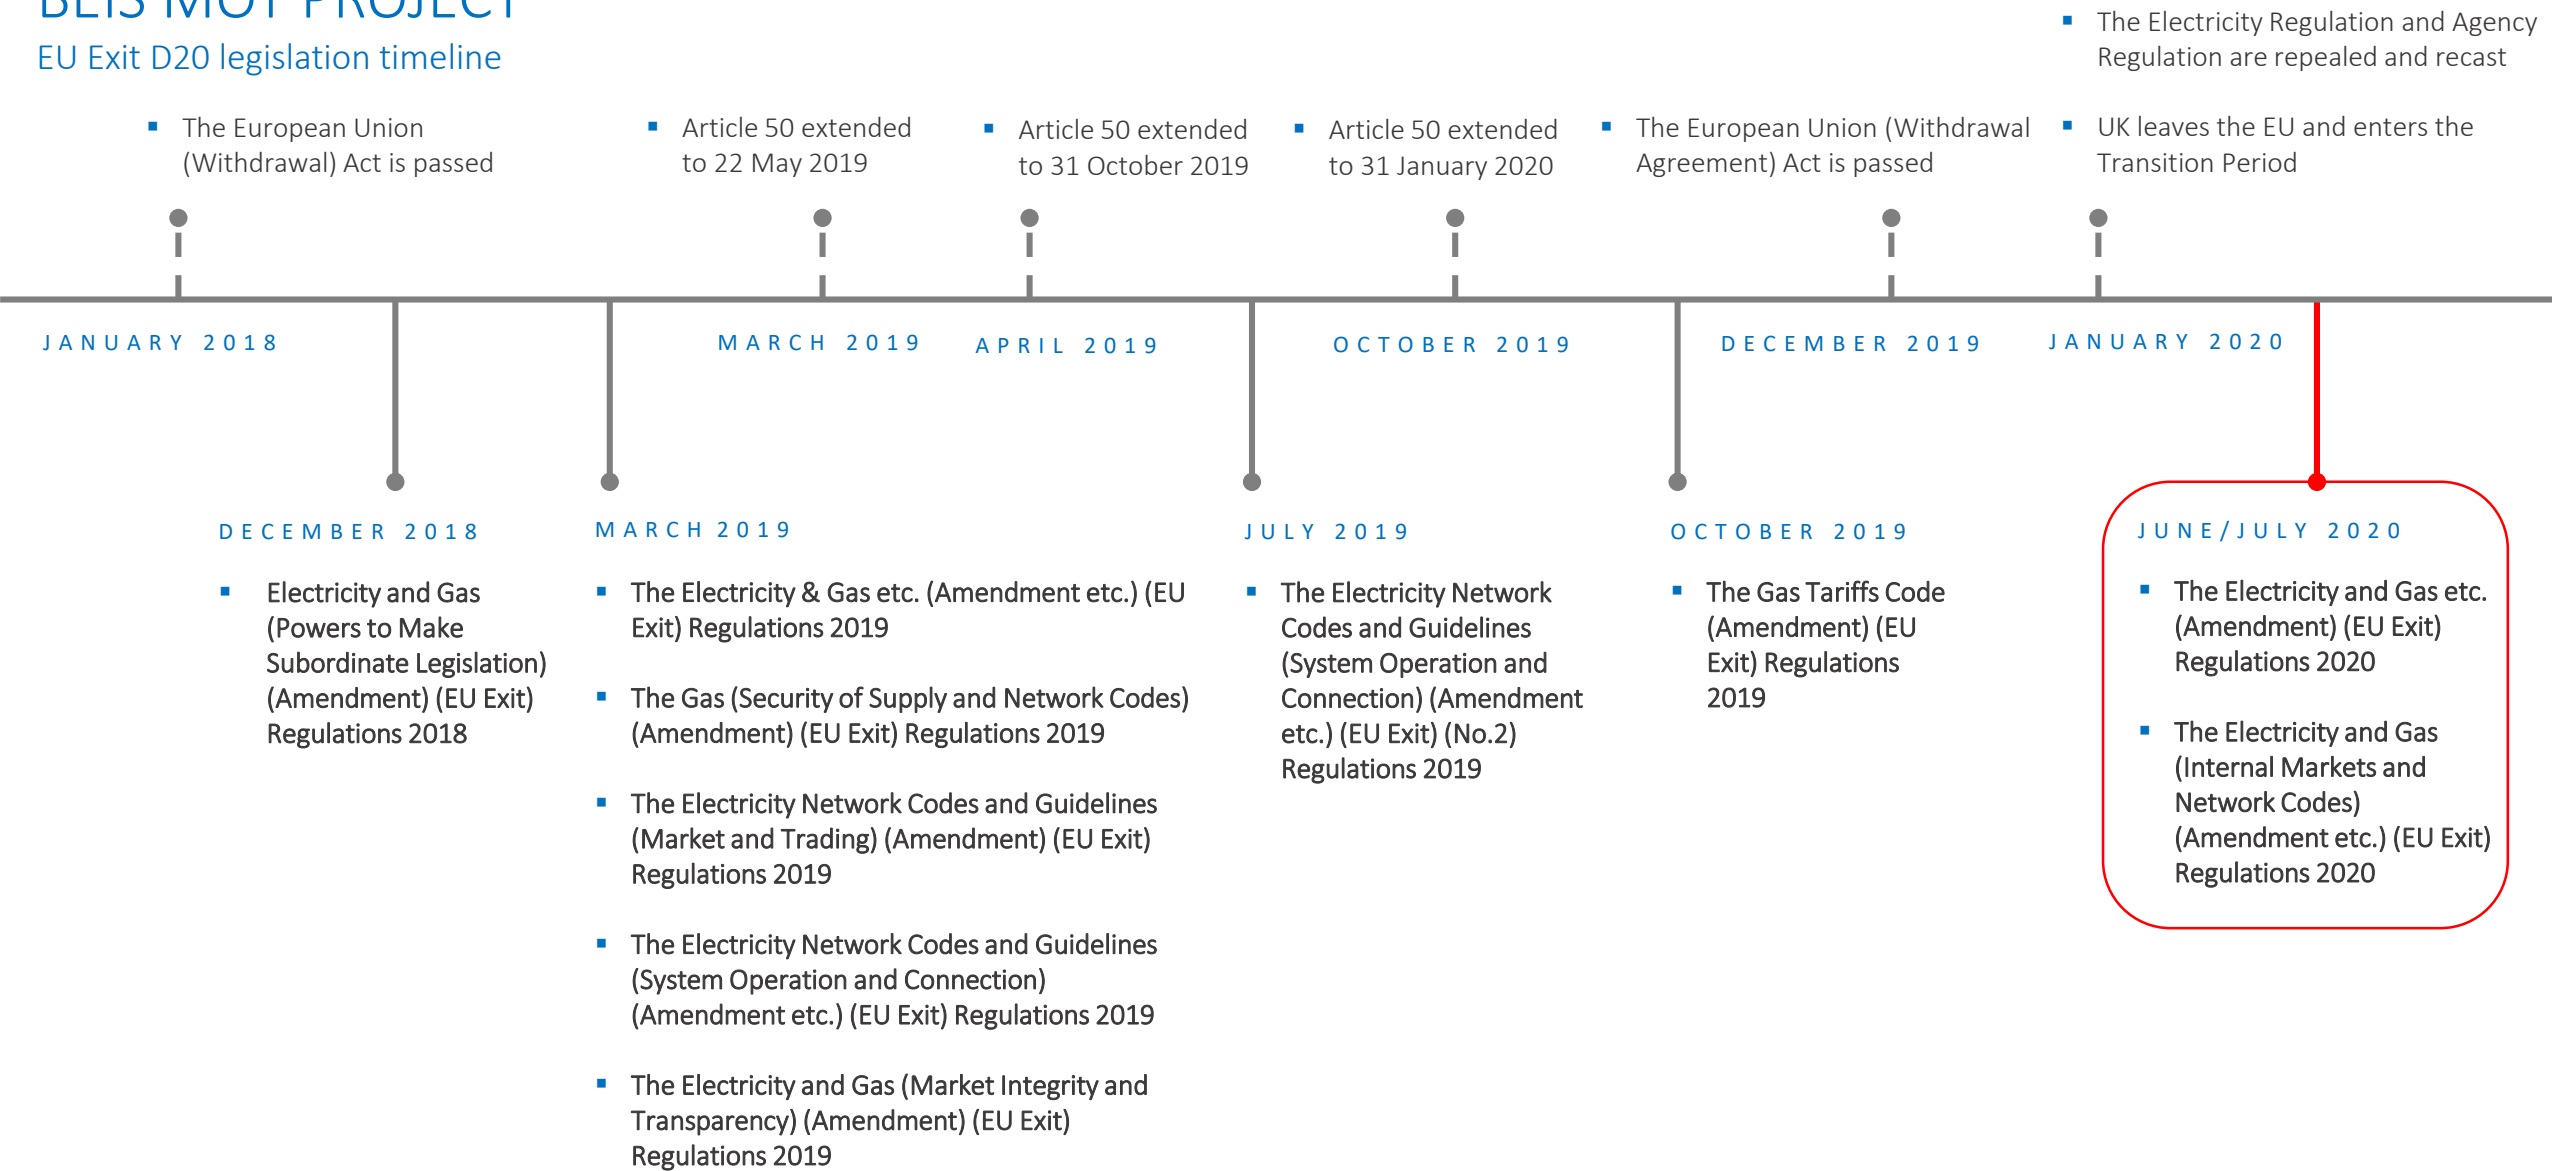 BEIS MOT PROJECT
EU Exit D20 legislation timeline
▪ The Electricity Regulation and Agency
Regulation are repealed and recast
▪ The European Union
(Withdrawal) Act is passed
▪ Article 50 extended
to 22 May 2019
▪ Article 50 extended
to 31 October 2019
▪ Article 50 extended
to 31 January 2020
▪ The European Union (Withdrawal
Agreement) Act is passed
▪ UK leaves the EU and enters the
Transition Period
JANUARY 2018
MARCH 2019
APRIL 2019
OCTOBER 2019
DECEMBER 2019
JANUARY 2020
DECEMBER 2018
▪ Electricity and Gas
(Powers to Make
Subordinate Legislation)
(Amendment) (EU Exit)
Regulations 2018
MARCH 2019
▪ The Electricity & Gas etc. (Amendment etc.) (EU
Exit) Regulations 2019
▪ The Gas (Security of Supply and Network Codes)
(Amendment) (EU Exit) Regulations 2019
▪ The Electricity Network Codes and Guidelines
(Market and Trading) (Amendment) (EU Exit)
Regulations 2019
▪ The Electricity Network Codes and Guidelines
(System Operation and Connection)
(Amendment etc.) (EU Exit) Regulations 2019
▪ The Electricity and Gas (Market Integrity and
Transparency) (Amendment) (EU Exit)
Regulations 2019
JULY 2019
▪ The Electricity Network
Codes and Guidelines
(System Operation and
Connection) (Amendment
etc.) (EU Exit) (No.2)
Regulations 2019
OCTOBER 2019
▪ The Gas Tariffs Code
(Amendment) (EU
Exit) Regulations
2019
JUNE/JULY 2020
▪ The Electricity and Gas etc.
(Amendment) (EU Exit)
Regulations 2020
▪ The Electricity and Gas
(Internal Markets and
Network Codes)
(Amendment etc.) (EU Exit)
Regulations 2020